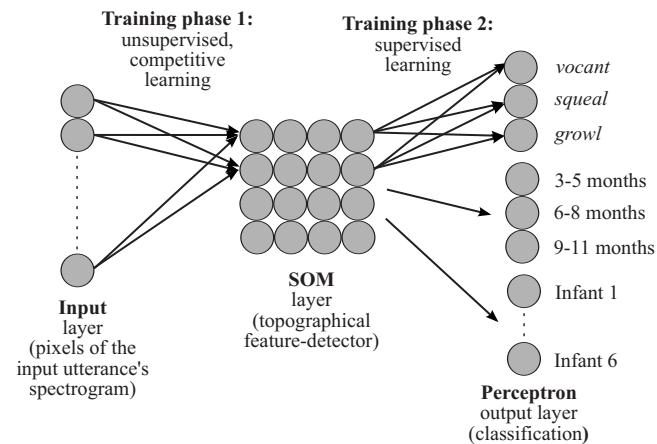 Training phase 1:
unsupervised,
competitive
learning
Training phase 2:
supervised
learning
vocant
squeal
growl
3-5 months
6-8 months
9-11 months
Infant 1
Infant 6
Input
layer
(pixels of the
input utterance's
spectrogram)
SOM
layer
(topographical
feature-detector)
Perceptron
output layer
(classification)